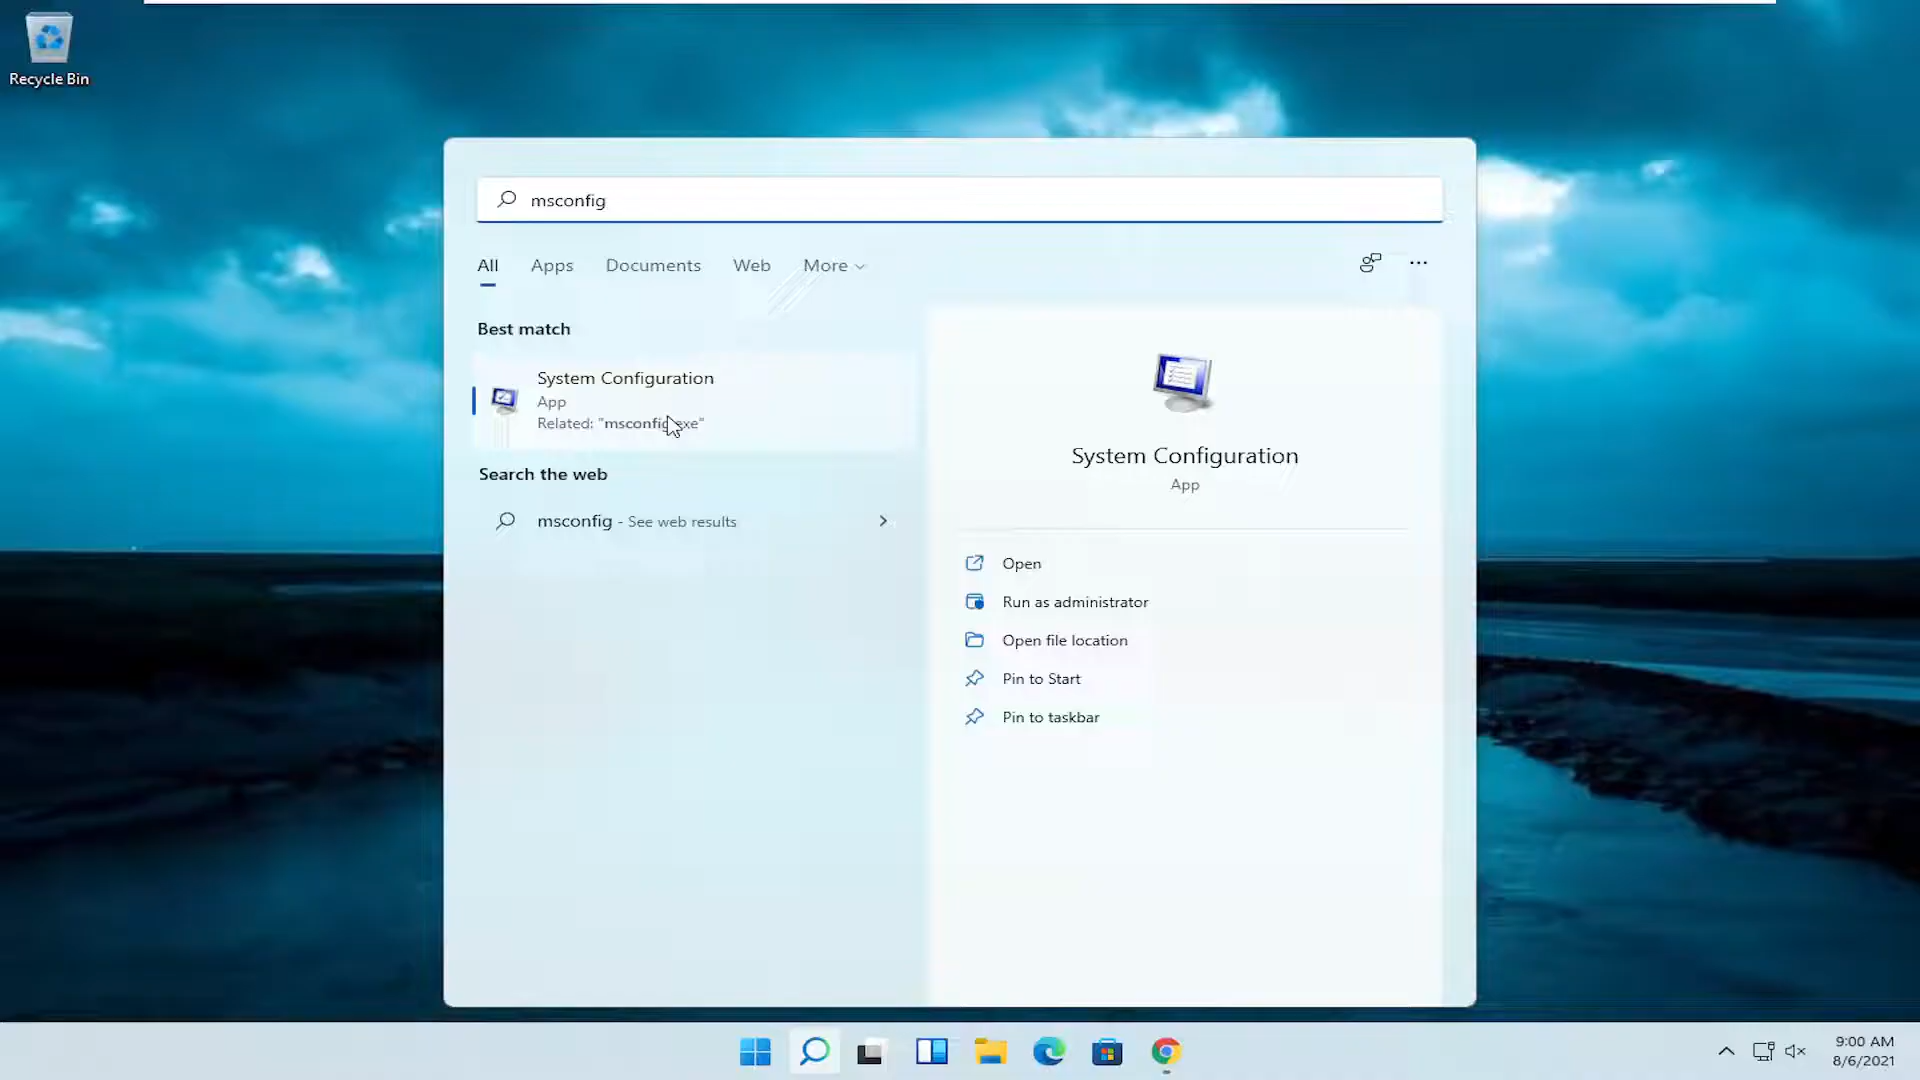 Recycle Bin
msconfig
All Apps Documents Web More
Best match
System Configuration
App
Related: "msconfig.exe"
Search the web
msconfig - See web results
System Configuration
App
Open
Run as administrator
Open file location
Pin to Start
Pin to taskbar
9:00 AM
8/6/2021